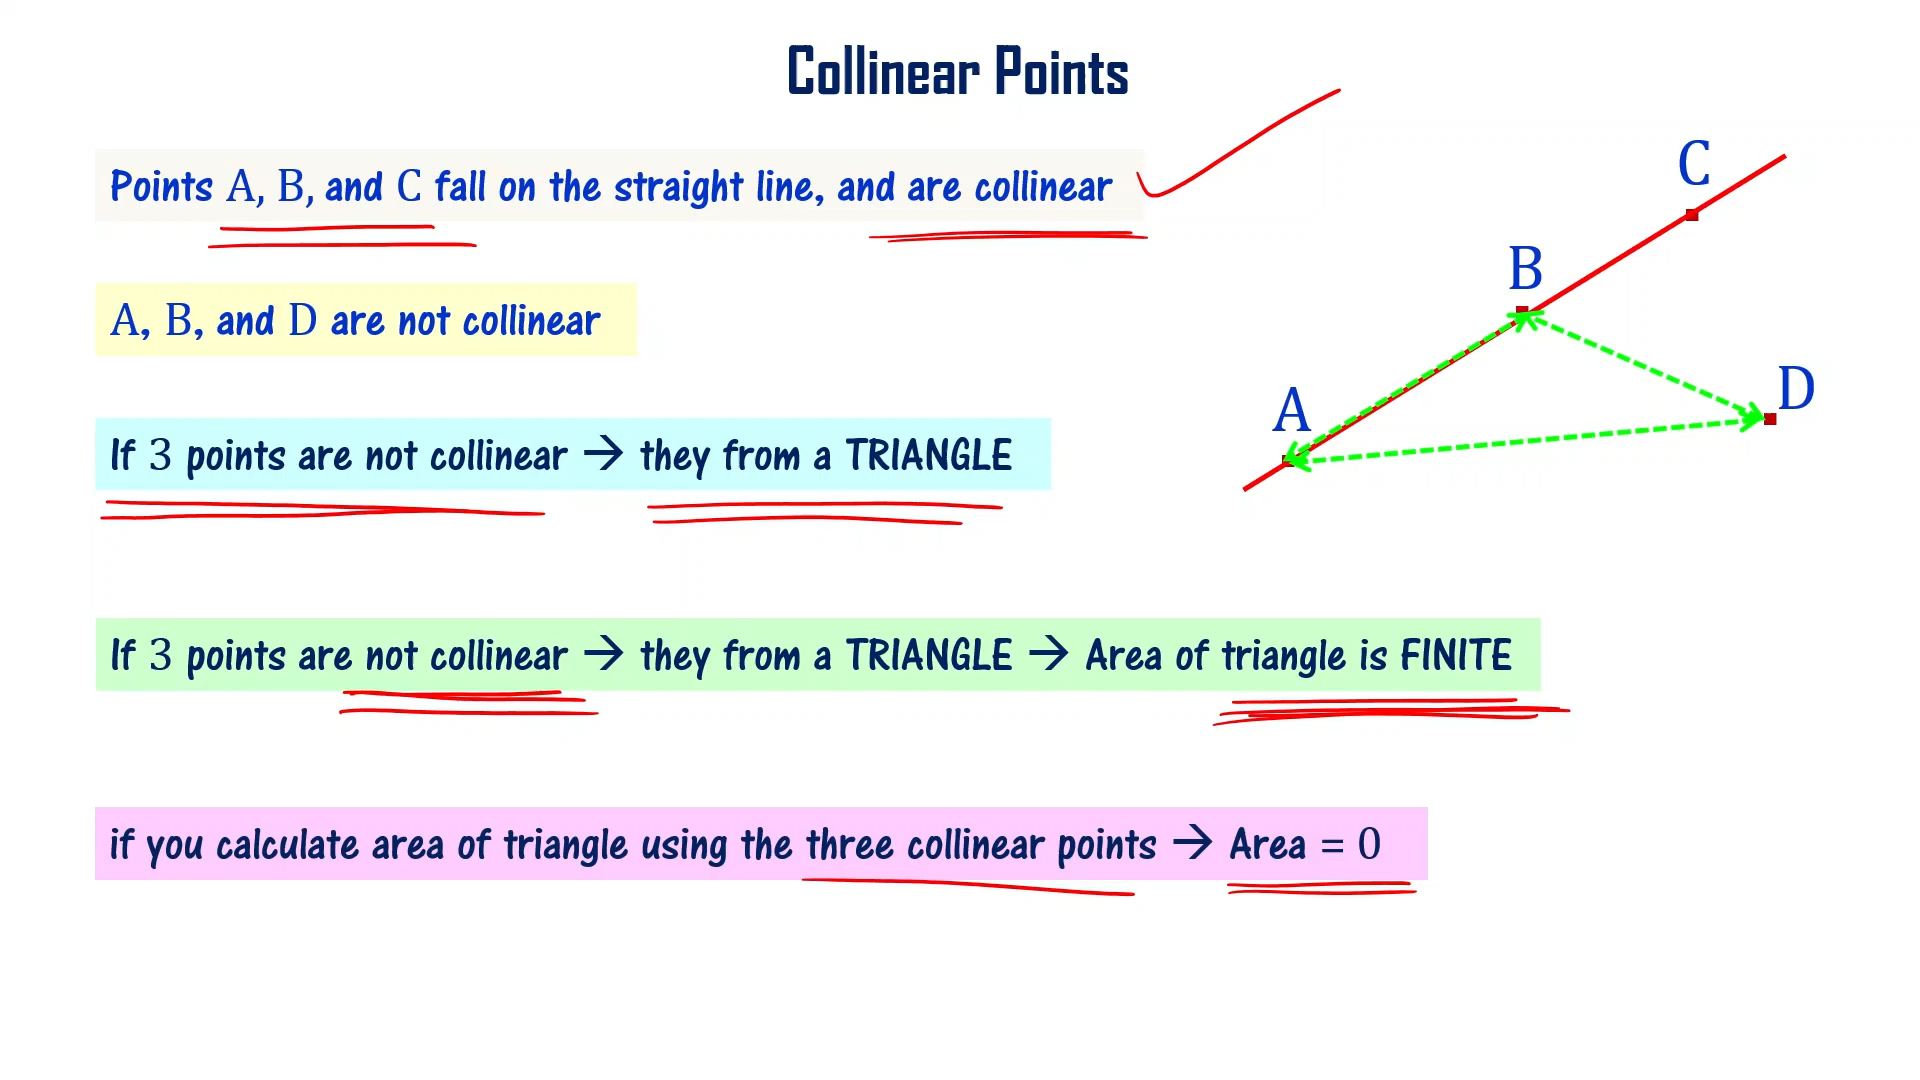 Collinear Points
Points A, B, and C fall on the straight line, and are collinear
A, B, and D are not collinear
If 3 points are not collinear → they from a TRIANGLE
If 3 points are not collinear → they from a TRIANGLE → Area of triangle is FINITE
if you calculate area of triangle using the three collinear points → Area = 0
C
B
A
D